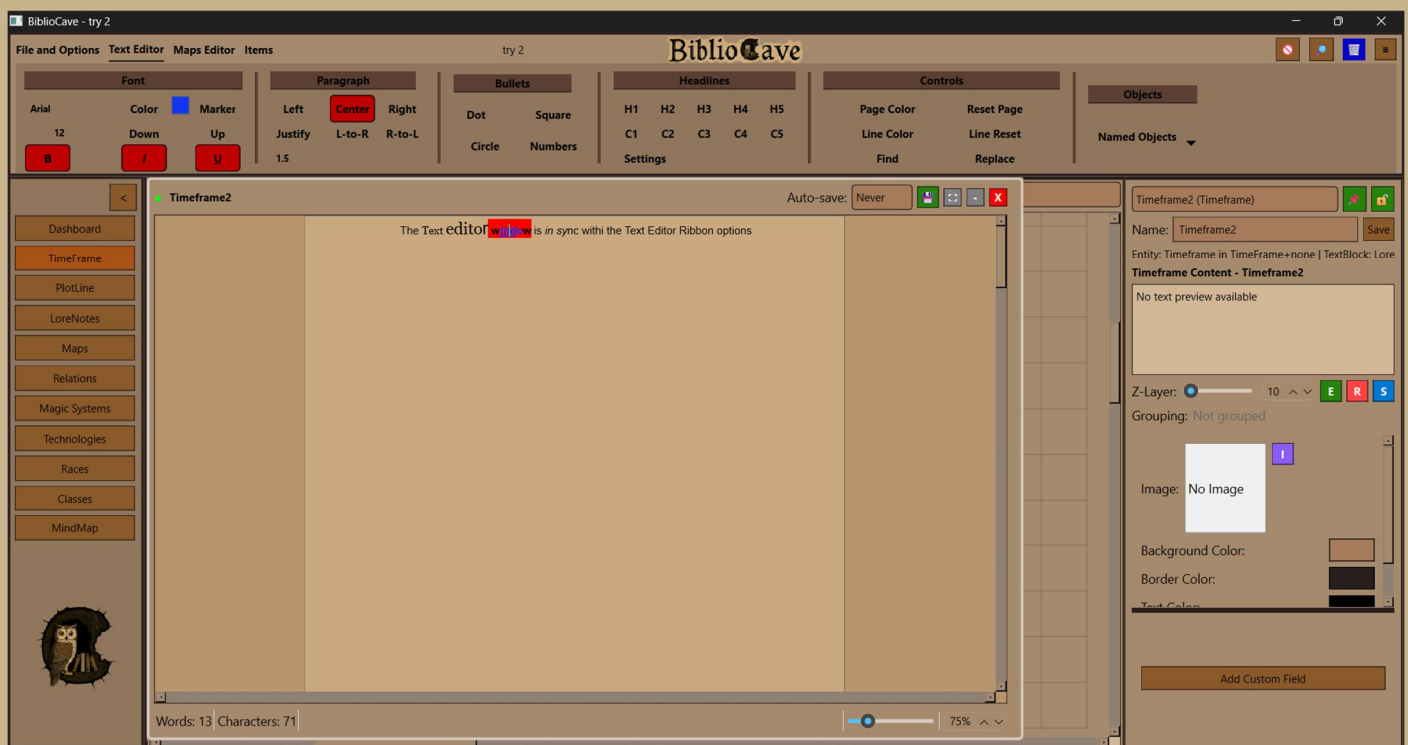 BiblioCave - try 2
File and Options Text Editor Maps Editor Items
try 2
BiblioCave
Font
Arial Color Marker
12 Down Up
B I U
Paragraph
Left Center Right
Justify L-to-R R-to-L
1.5
Bullets
Dot Square
Circle Numbers
Headlines
H1 H2 H3 H4 H5
C1 C2 C3 C4 C5
Settings
Controls
Page Color Reset Page
Line Color Line Reset
Find Replace
Objects
Named Objects
<
Dashboard
TimeFrame
PlotLine
LoreNotes
Maps
Relations
Magic Systems
Technologies
Races
Classes
MindMap
Timeframe2
Auto-save: Never - X
The Text editor window is in sync withi the Text Editor Ribbon options
Words: 13 Characters: 71
75%
Timeframe2 (Timeframe)
Name: Timeframe2 Save
Entity: Timeframe in TimeFrame+none | TextBlock: Lore
Timeframe Content - Timeframe2
No text preview available
Z-Layer: 10 E R S
Grouping: Not grouped
I
Image: No Image
Background Color:
Border Color:
Text Color:
Add Custom Field